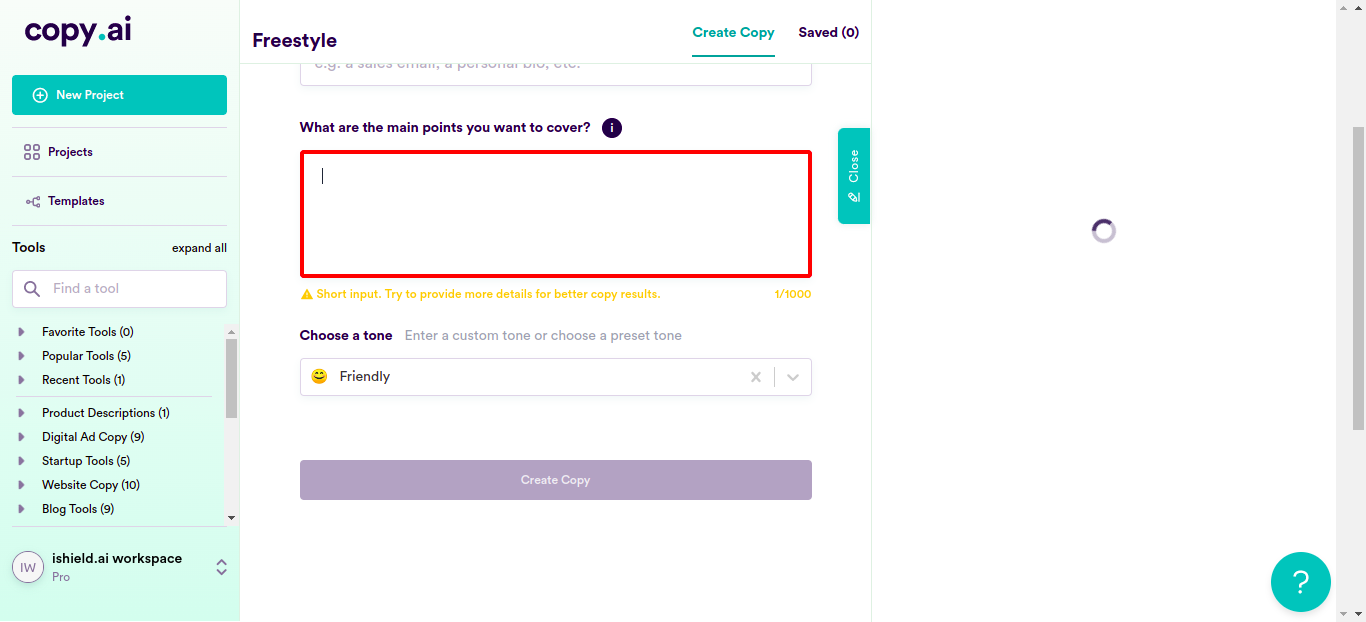 copy.ai
New Project
Projects
Templates
Tools expand all
Find a tool
Favorite Tools (0)
Popular Tools (5)
Recent Tools (1)
Product Descriptions (1)
Digital Ad Copy (9)
Startup Tools (5)
Website Copy (10)
Blog Tools (9)
IW
ishield.ai workspace
Pro
Freestyle
Create Copy Saved (0)
e.g. a sales email, a personal bio, etc.
What are the main points you want to cover? i
Short input. Try to provide more details for better copy results. 1/1000
Choose a tone Enter a custom tone or choose a preset tone
Friendly
Create Copy
Close
?